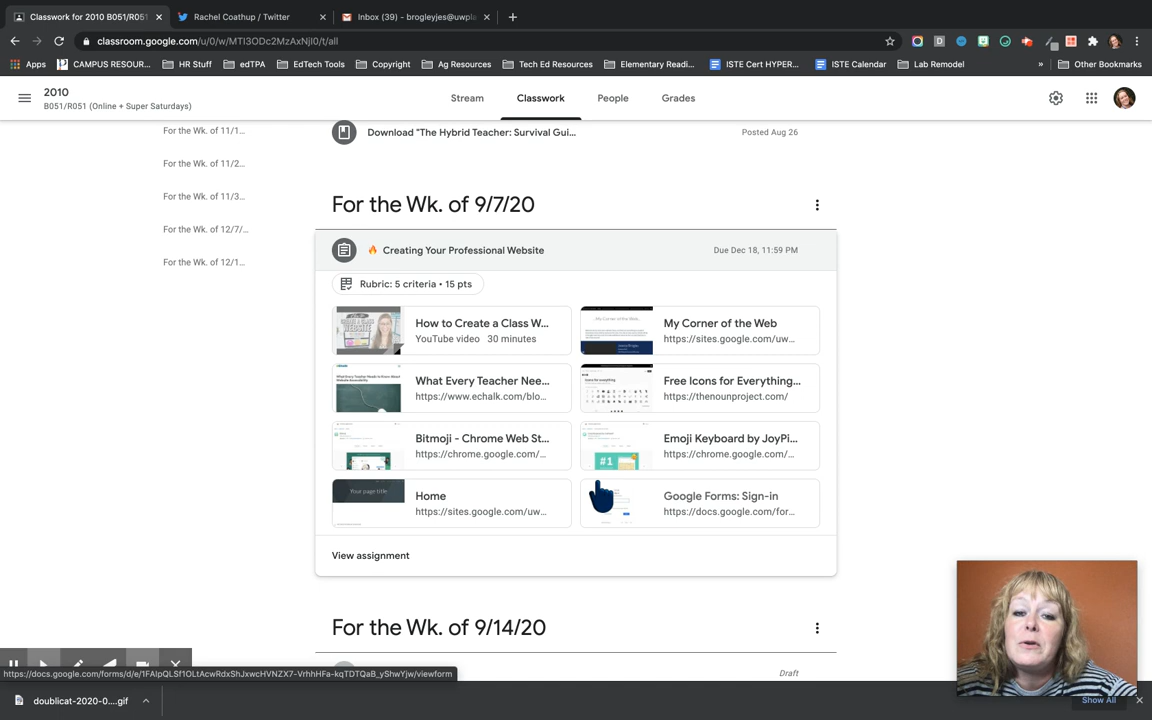 Classwork for 2010 B051/R051
Rachel Coathup / Twitter
Inbox (39) - brogleyjes@uwpla
classroom.google.com/u/0/w/MTI3ODc2MzAxNjI0/t/all
Apps
CAMPUS RESOUR...
HR Stuff
edTPA
EdTech Tools
Copyright
Ag Resources
Tech Ed Resources
Elementary Readi...
ISTE Cert HYPER...
ISTE Calendar
Lab Remodel
»
Other Bookmarks
2010
B051/R051 (Online + Super Saturdays)
Stream
Classwork
People
Grades
For the Wk. of 11/1...
For the Wk. of 11/2...
For the Wk. of 11/3...
For the Wk. of 12/7/...
For the Wk. of 12/1...
Download "The Hybrid Teacher: Survival Gui...
Posted Aug 26
For the Wk. of 9/7/20
🔥 Creating Your Professional Website
Due Dec 18, 11:59 PM
Rubric: 5 criteria • 15 pts
How to Create a Class W...
YouTube video 30 minutes
My Corner of the Web
https://sites.google.com/uw...
What Every Teacher Nee...
https://www.echalk.com/blo...
Free Icons for Everything...
https://thenounproject.com/
Bitmoji - Chrome Web St...
https://chrome.google.com/...
#1
Emoji Keyboard by JoyPi...
https://chrome.google.com/...
Your page title
Home
https://sites.google.com/uw...
Google Forms: Sign-in
https://docs.google.com/for...
View assignment
For the Wk. of 9/14/20
Draft
doublicat-2020-0....gif
Show All